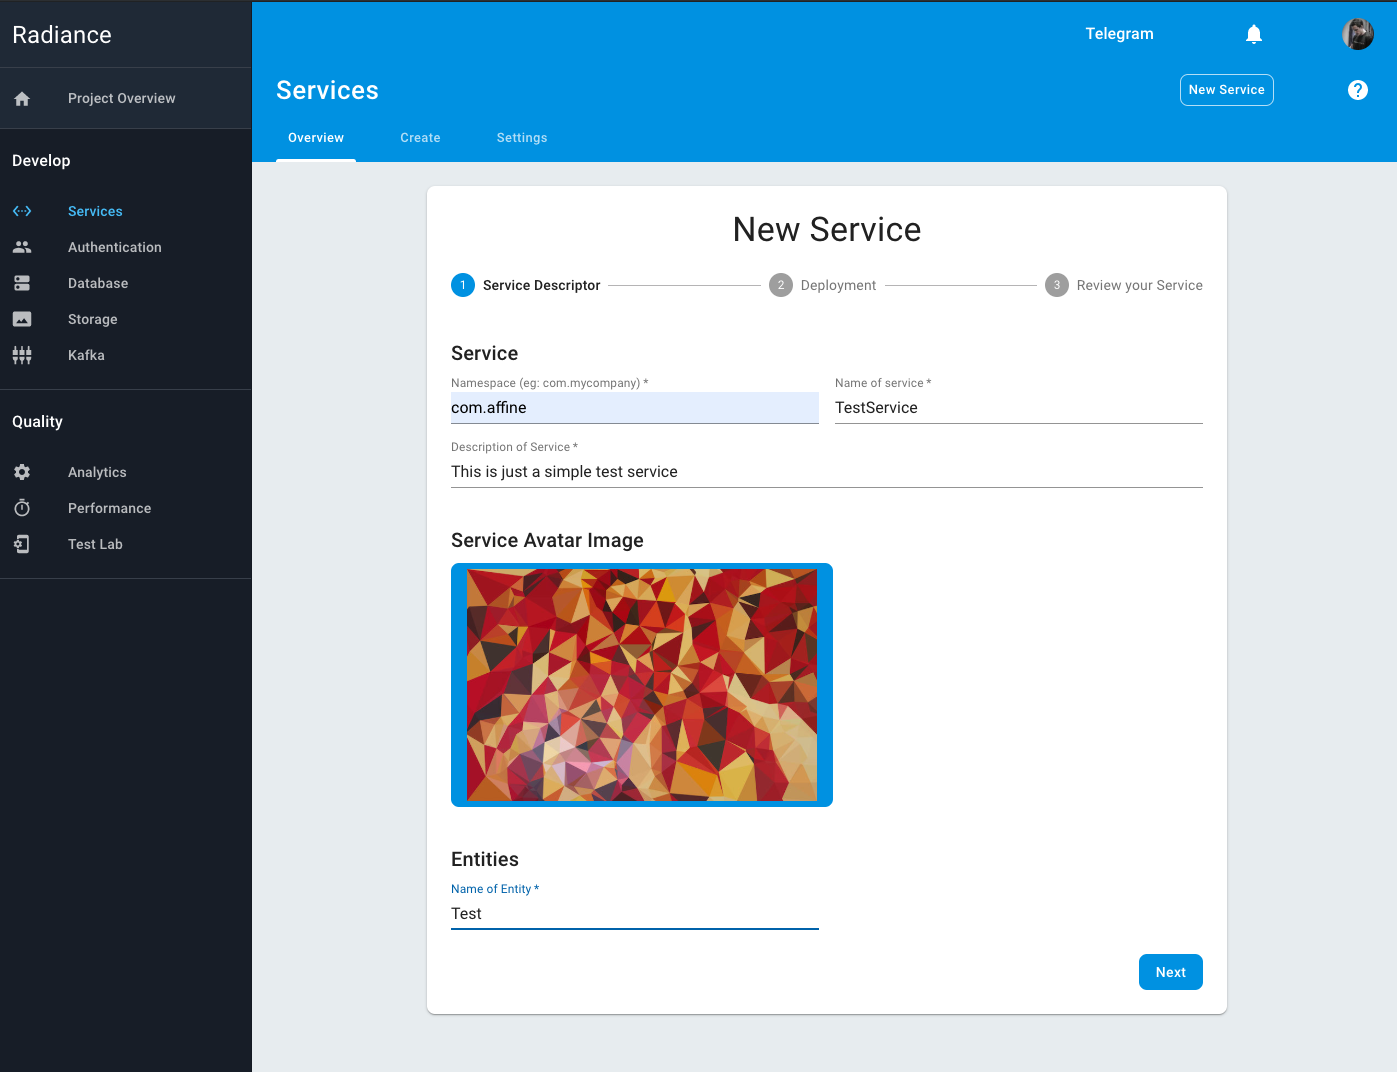 Radiance
Project Overview
Develop
Services
Authentication
Database
Storage
Kafka
Quality
Analytics
Performance
Test Lab
Telegram
Services
New Service
?
Overview
Create
Settings
New Service
1 Service Descriptor
2 Deployment
3 Review your Service
Service
Namespace (eg: com.mycompany) *
com.affine
Name of service *
TestService
Description of Service *
This is just a simple test service
Service Avatar Image
Entities
Name of Entity *
Test
Next